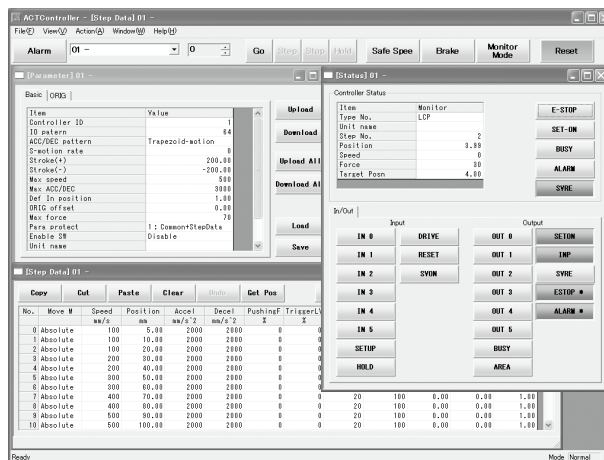 ACTController - [Step Data] 01 -
File(F) View(V) Action(A) Window(W) Help(H)
Alarm 01 - 0 Go Step Stop Hold Safe Spee Brake Monitor Mode Reset
[Parameter] 01 -
Basic ORIG
Item Value
Controller ID 1
IO patern 64
ACC/DEC pattern Trapezoid-motion
S-motion rate 0
Stroke(+) 200.00
Stroke(-) -200.00
Max speed 500
Max ACC/DEC 3000
Def In position 1.00
ORIG offset 0.00
Max force 70
Para protect 1 : Common+StepData
Enable SW Disable
Unit name
Upload
Download
Upload All
Download Al
Load
Save
[Status] 01 -
Controller Status
Item Monitor
Type No. LCP
Unit name
Step No. 2
Position 3.99
Speed 0
Force 30
Target Posn 4.00
E-STOP
SET-ON
BUSY
ALARM
SVRE
In/Out
Input Output
IN 0 DRIVE OUT 0 SETON
IN 1 RESET OUT 1 INP
IN 2 SVON OUT 2 SVRE
IN 3 OUT 3 ESTOP *
IN 4 OUT 4 ALARM *
IN 5 OUT 5
SETUP BUSY
HOLD AREA
[Step Data] 01 -
Copy Cut Paste Clear Undo Get Pos
No. Move M Speed Position Accel Decel PushingF TriggerLV
mm/s mm mm/s^2 mm/s^2 % %
0 Absolute 100 5.00 2000 2000 0 0
1 Absolute 100 10.00 2000 2000 0 0
2 Absolute 100 20.00 2000 2000 0 0
3 Absolute 200 30.00 2000 2000 0 0
4 Absolute 200 40.00 2000 2000 0 0
5 Absolute 300 50.00 2000 2000 0 0
6 Absolute 300 60.00 2000 2000 0 0
7 Absolute 400 70.00 2000 2000 0 0 20 100 0.00 0.00 1.00
8 Absolute 400 80.00 2000 2000 0 0 20 100 0.00 0.00 1.00
9 Absolute 500 90.00 2000 2000 0 0 20 100 0.00 0.00 1.00
10 Absolute 500 100.00 2000 2000 0 0 20 100 0.00 0.00 1.00
Ready Mode Normal